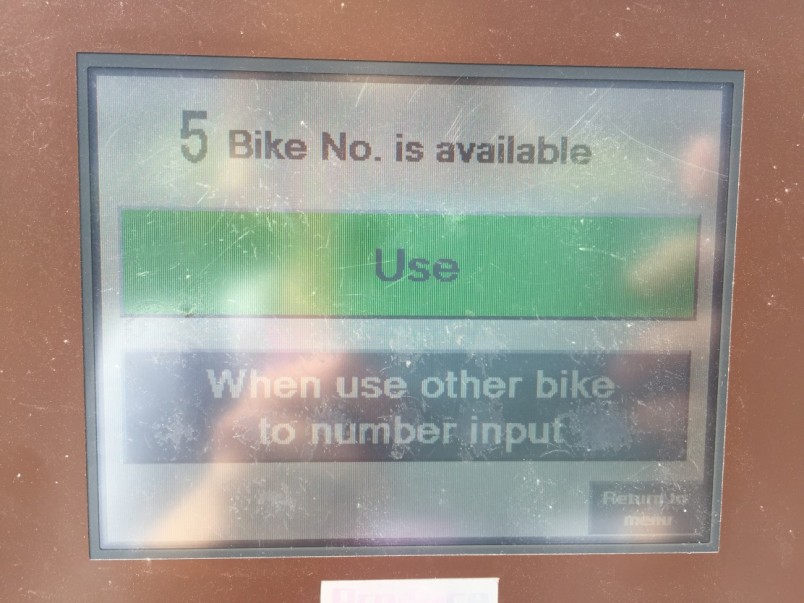 5 Bike No. is available
Use
When use other bike
to number input
Return to
menu